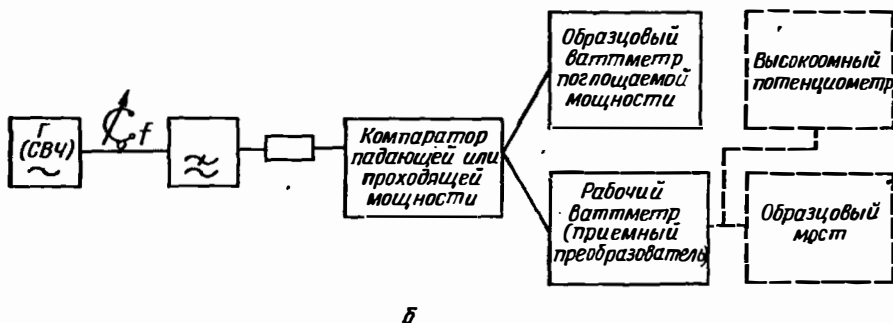 Г
(СВЧ)
f
Компаратор
падающей или
проходящей
мощности
Образцовый
ваттметр
поглощаемой
мощности
Высокоомный
потенциометр
Рабочий
ваттметр
(приемный
преобразователь)
Образцовый
мост
б